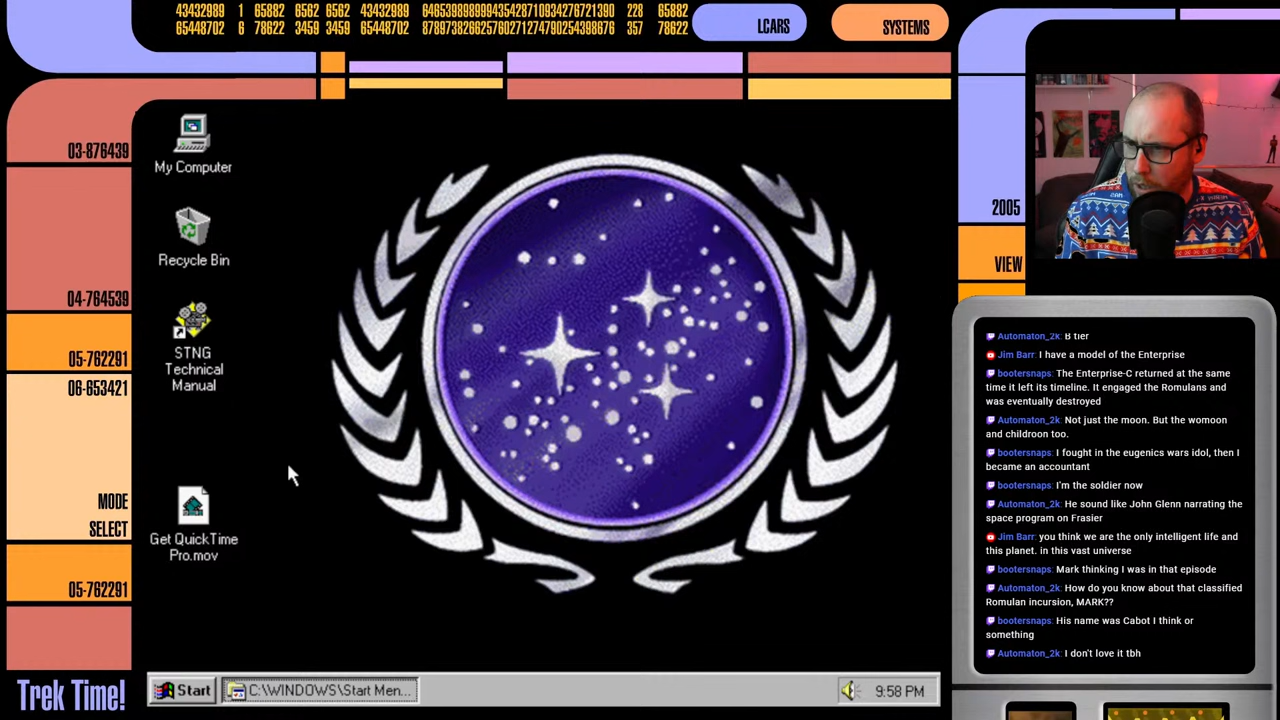 43432989 1 65882 6562 6562 43432989 64653989899943542871093427672​1390 228 65882
65448702 6 78622 3459 3459 65448702 87897382662576027127479025439​8676 357 78622
LCARS
SYSTEMS
03-876439
04-764539
05-762291
06-653421
MODE
SELECT
05-762291
Trek Time!
My Computer
Recycle Bin
STNG
Technical
Manual
Get QuickTime
Pro.mov
Start
C:\WINDOWS\Start Men...
9:58 PM
2005
VIEW
Automaton_2k: B tier
Jim Barr: I have a model of the Enterprise
bootersnaps: The Enterprise-C returned at the same
time it left its timeline. It engaged the Romulans and
was eventually destroyed
Automaton_2k: Not just the moon. But the womoon
and childroon too.
bootersnaps: I fought in the eugenics wars idol, then I
became an accountant
bootersnaps: I'm the soldier now
Automaton_2k: He sound like John Glenn narrating the
space program on Frasier
Jim Barr: you think we are the only intelligent life and
this planet. in this vast universe
bootersnaps: Mark thinking I was in that episode
Automaton_2k: How do you know about that classified
Romulan incursion, MARK??
bootersnaps: His name was Cabot I think or
something
Automaton_2k: I don't love it tbh